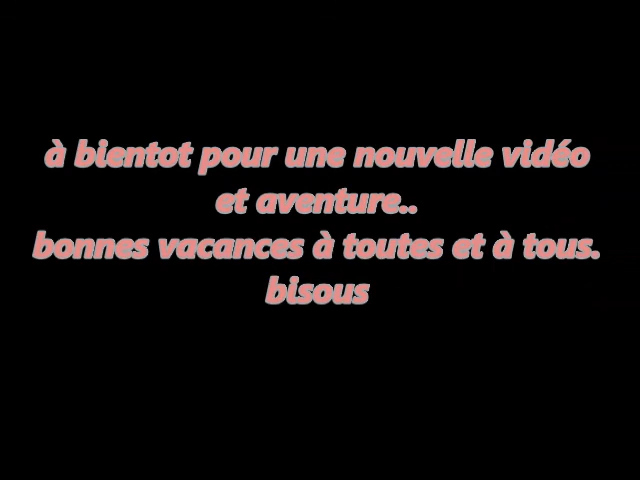 à bientot pour une nouvelle vidéo
et aventure..
bonnes vacances à toutes et à tous.
bisous